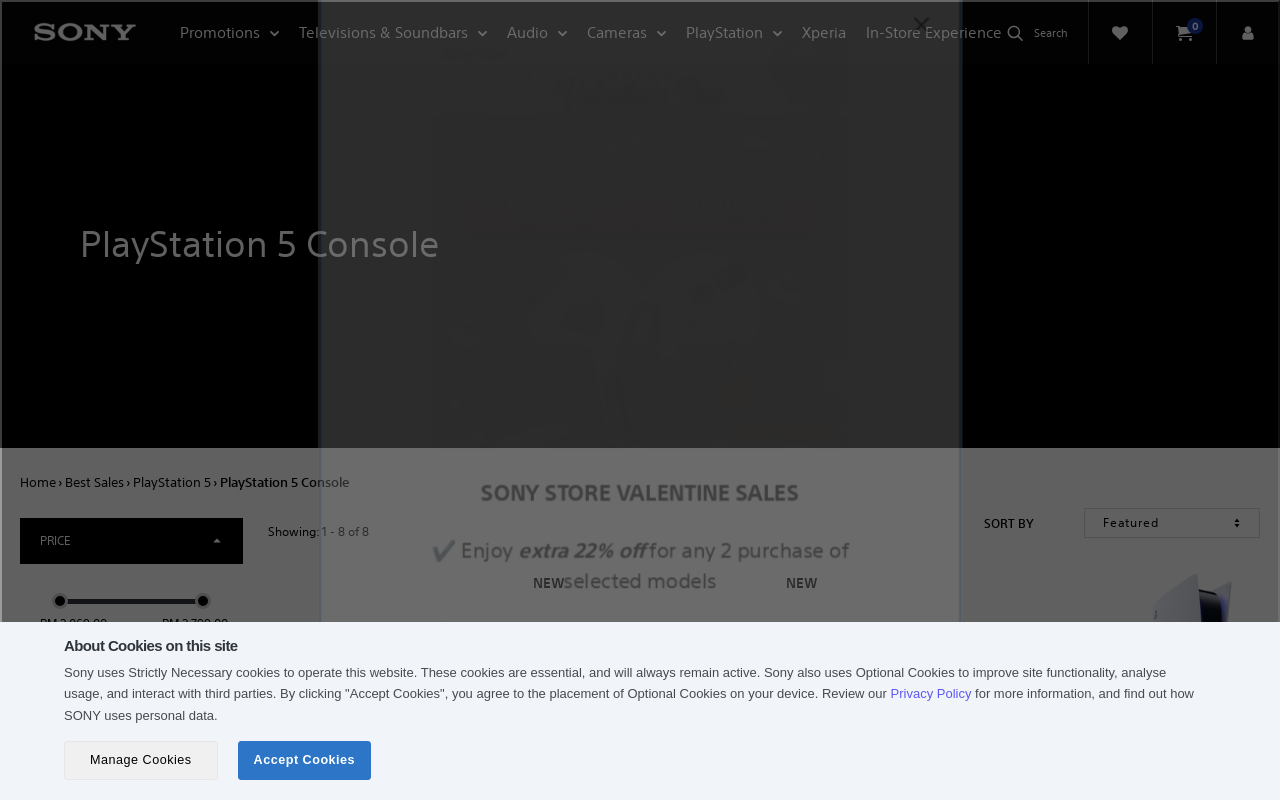 SONY
Promotions
Televisions & Soundbars
Audio
Cameras
PlayStation
Xperia
In-Store Experience
Search
0
PlayStation 5 Console
Home › Best Sales › PlayStation 5 › PlayStation 5 Console
SONY STORE VALENTINE SALES
PRICE
Showing: 1 - 8 of 8
SORT BY
Featured
✔ Enjoy extra 22% off for any 2 purchase of
selected models
NEW
NEW
About Cookies on this site
Sony uses Strictly Necessary cookies to operate this website. These cookies are essential, and will always remain active. Sony also uses Optional Cookies to improve site functionality, analyse
usage, and interact with third parties. By clicking "Accept Cookies", you agree to the placement of Optional Cookies on your device. Review our Privacy Policy for more information, and find out how
SONY uses personal data.
Manage Cookies
Accept Cookies